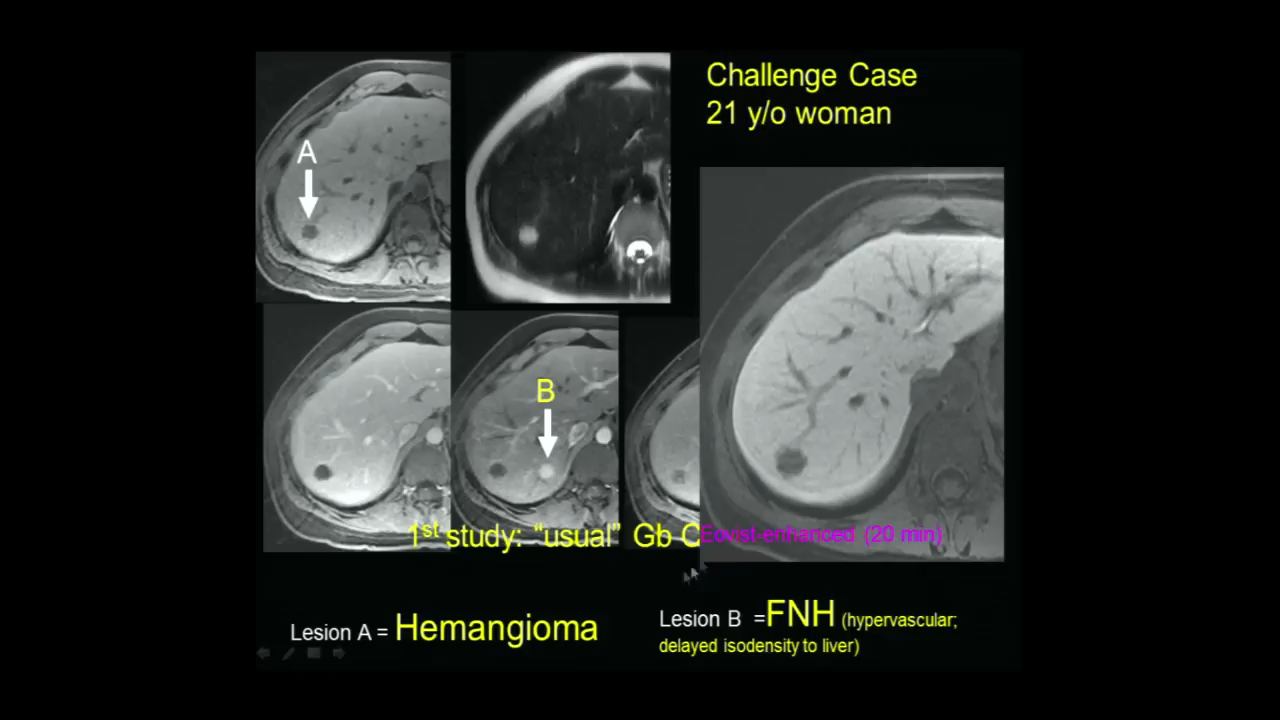 Challenge Case
21 y/o woman
A
B
1st study: "usual" Gb C
Eovist-enhanced (20 min)
Lesion A = Hemangioma
Lesion B =FNH (hypervascular;
delayed isodensity to liver)